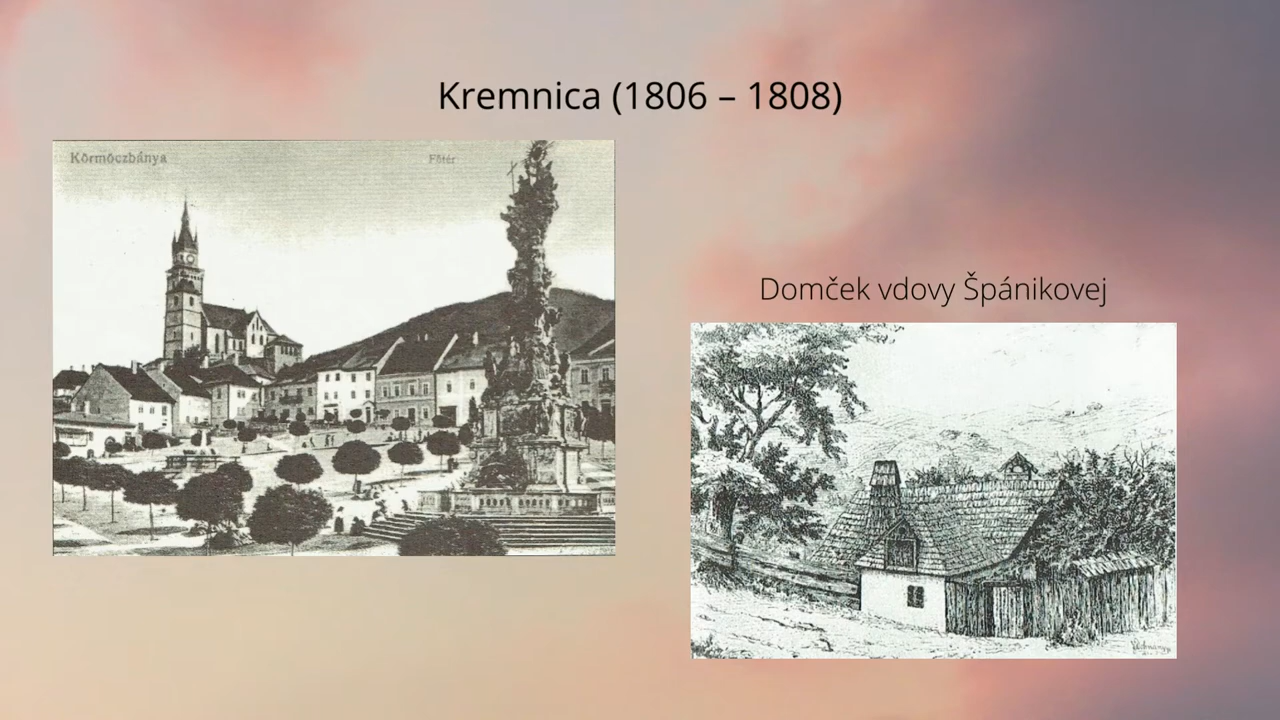 Kremnica (1806 – 1808)
Körmöczbánya
Főtér
Domček vdovy Špánikovej